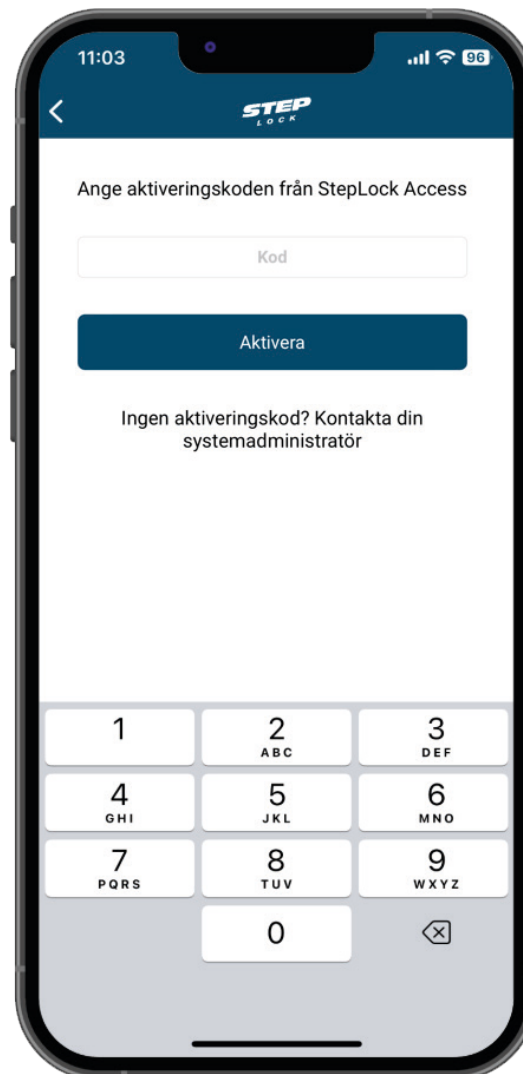 11:03
96
STEP
LOCK
Ange aktiveringskoden från StepLock Access
Kod
Aktivera
Ingen aktiveringskod? Kontakta din
systemadministratör
1 2 3
ABC DEF
4 5 6
GHI JKL MNO
7 8 9
PQRS TUV WXYZ
0